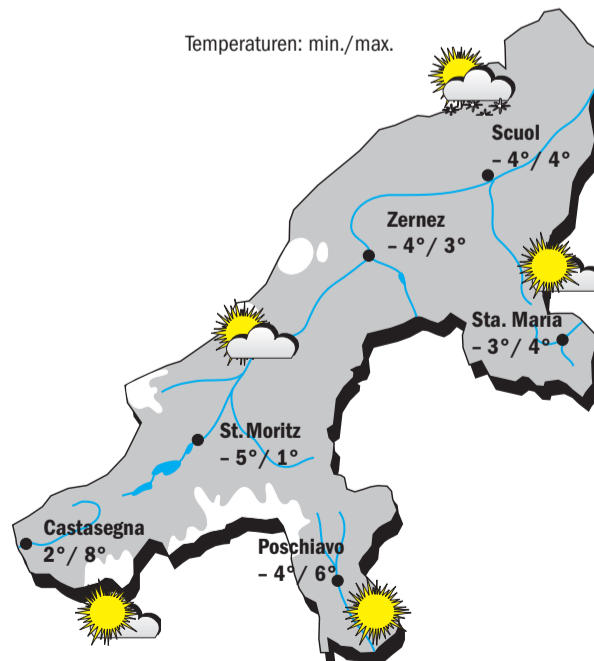 Temperaturen: min./max.
Scuol
– 4°/ 4°
Zernez
– 4°/ 3°
Sta. Maria
– 3°/ 4°
St. Moritz
– 5°/ 1°
Castasegna
2°/ 8°
Poschiavo
– 4°/ 6°